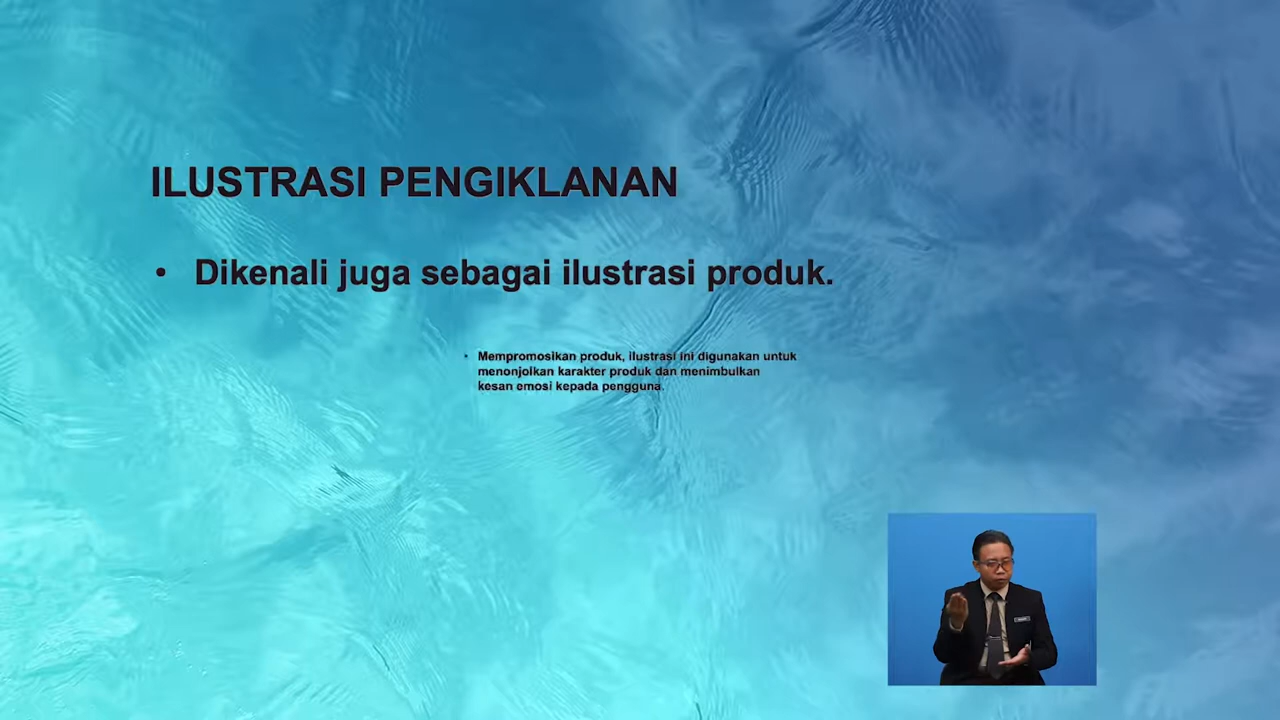 ILUSTRASI PENGIKLANAN
• Dikenali juga sebagai ilustrasi produk.
• Mempromosikan produk, ilustrasi ini digunakan untuk
menonjolkan karakter produk dan menimbulkan
kesan emosi kepada pengguna.